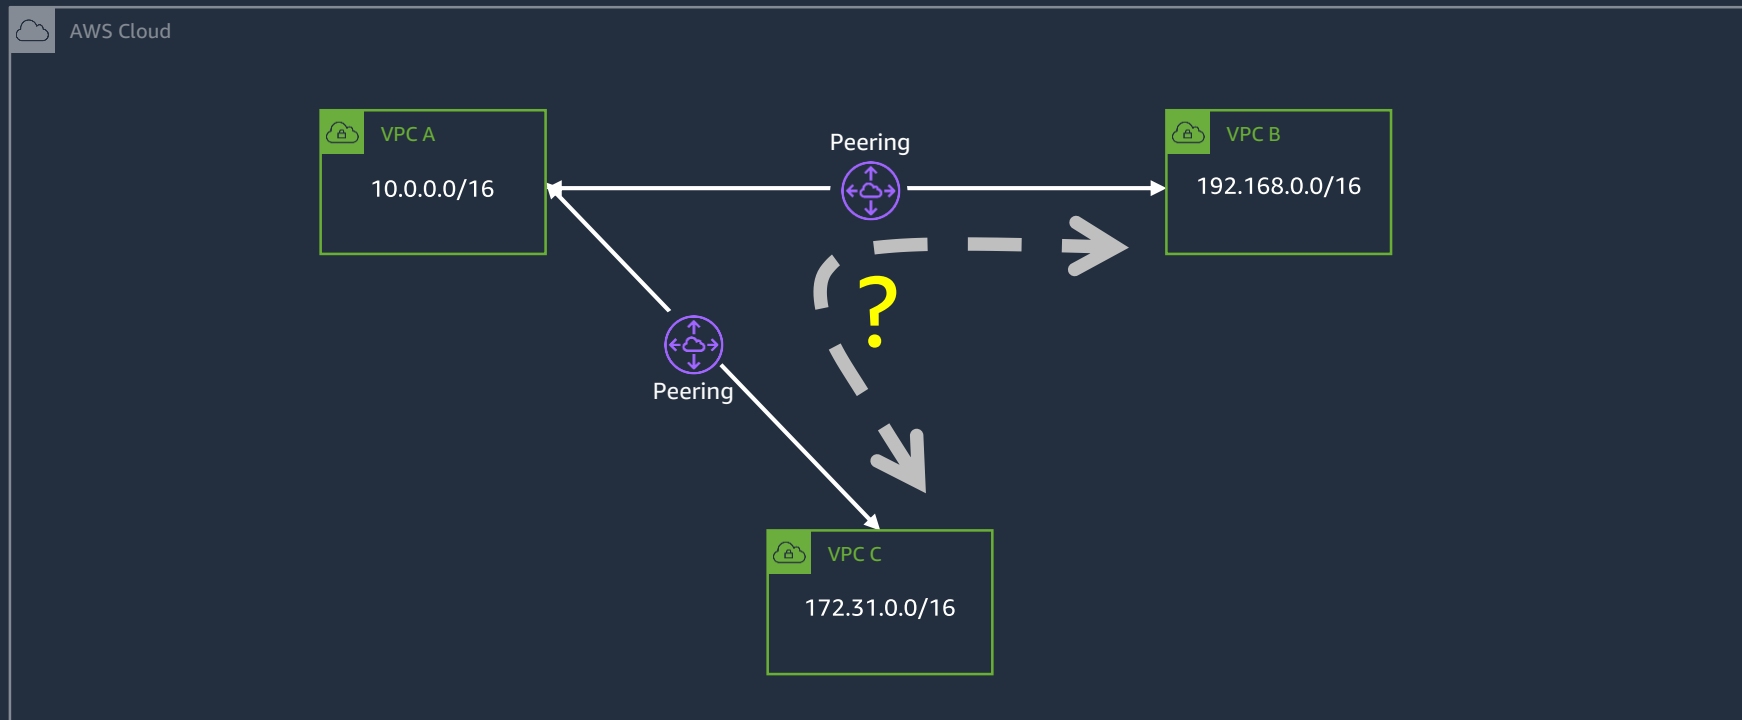 AWS Cloud
VPC A
10.0.0.0/16
Peering
VPC B
192.168.0.0/16
?
Peering
VPC C
172.31.0.0/16